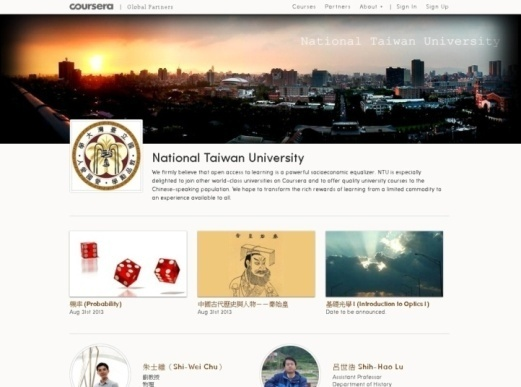 coursera | Global Partners
Courses Partners About | Sign In Sign Up
National Taiwan University
National Taiwan University
We firmly believe that open access to learning is a powerful socioeconomic equalizer. NTU is especially
delighted to join other world-class universities on Coursera and to offer quality university courses to the
Chinese-speaking population. We hope to transform the rich rewards of learning from a limited commodity to
an experience available to all.
機率 (Probability)
Aug 31st 2013
中國古代歷史與人物－－秦始皇
Aug 31st 2013
基礎光學 I (Introduction to Optics I)
Date to be announced
朱士維（Shi-Wei Chu）
副教授
呂世浩 Shih-Hao Lu
Assistant Professor
Department of History